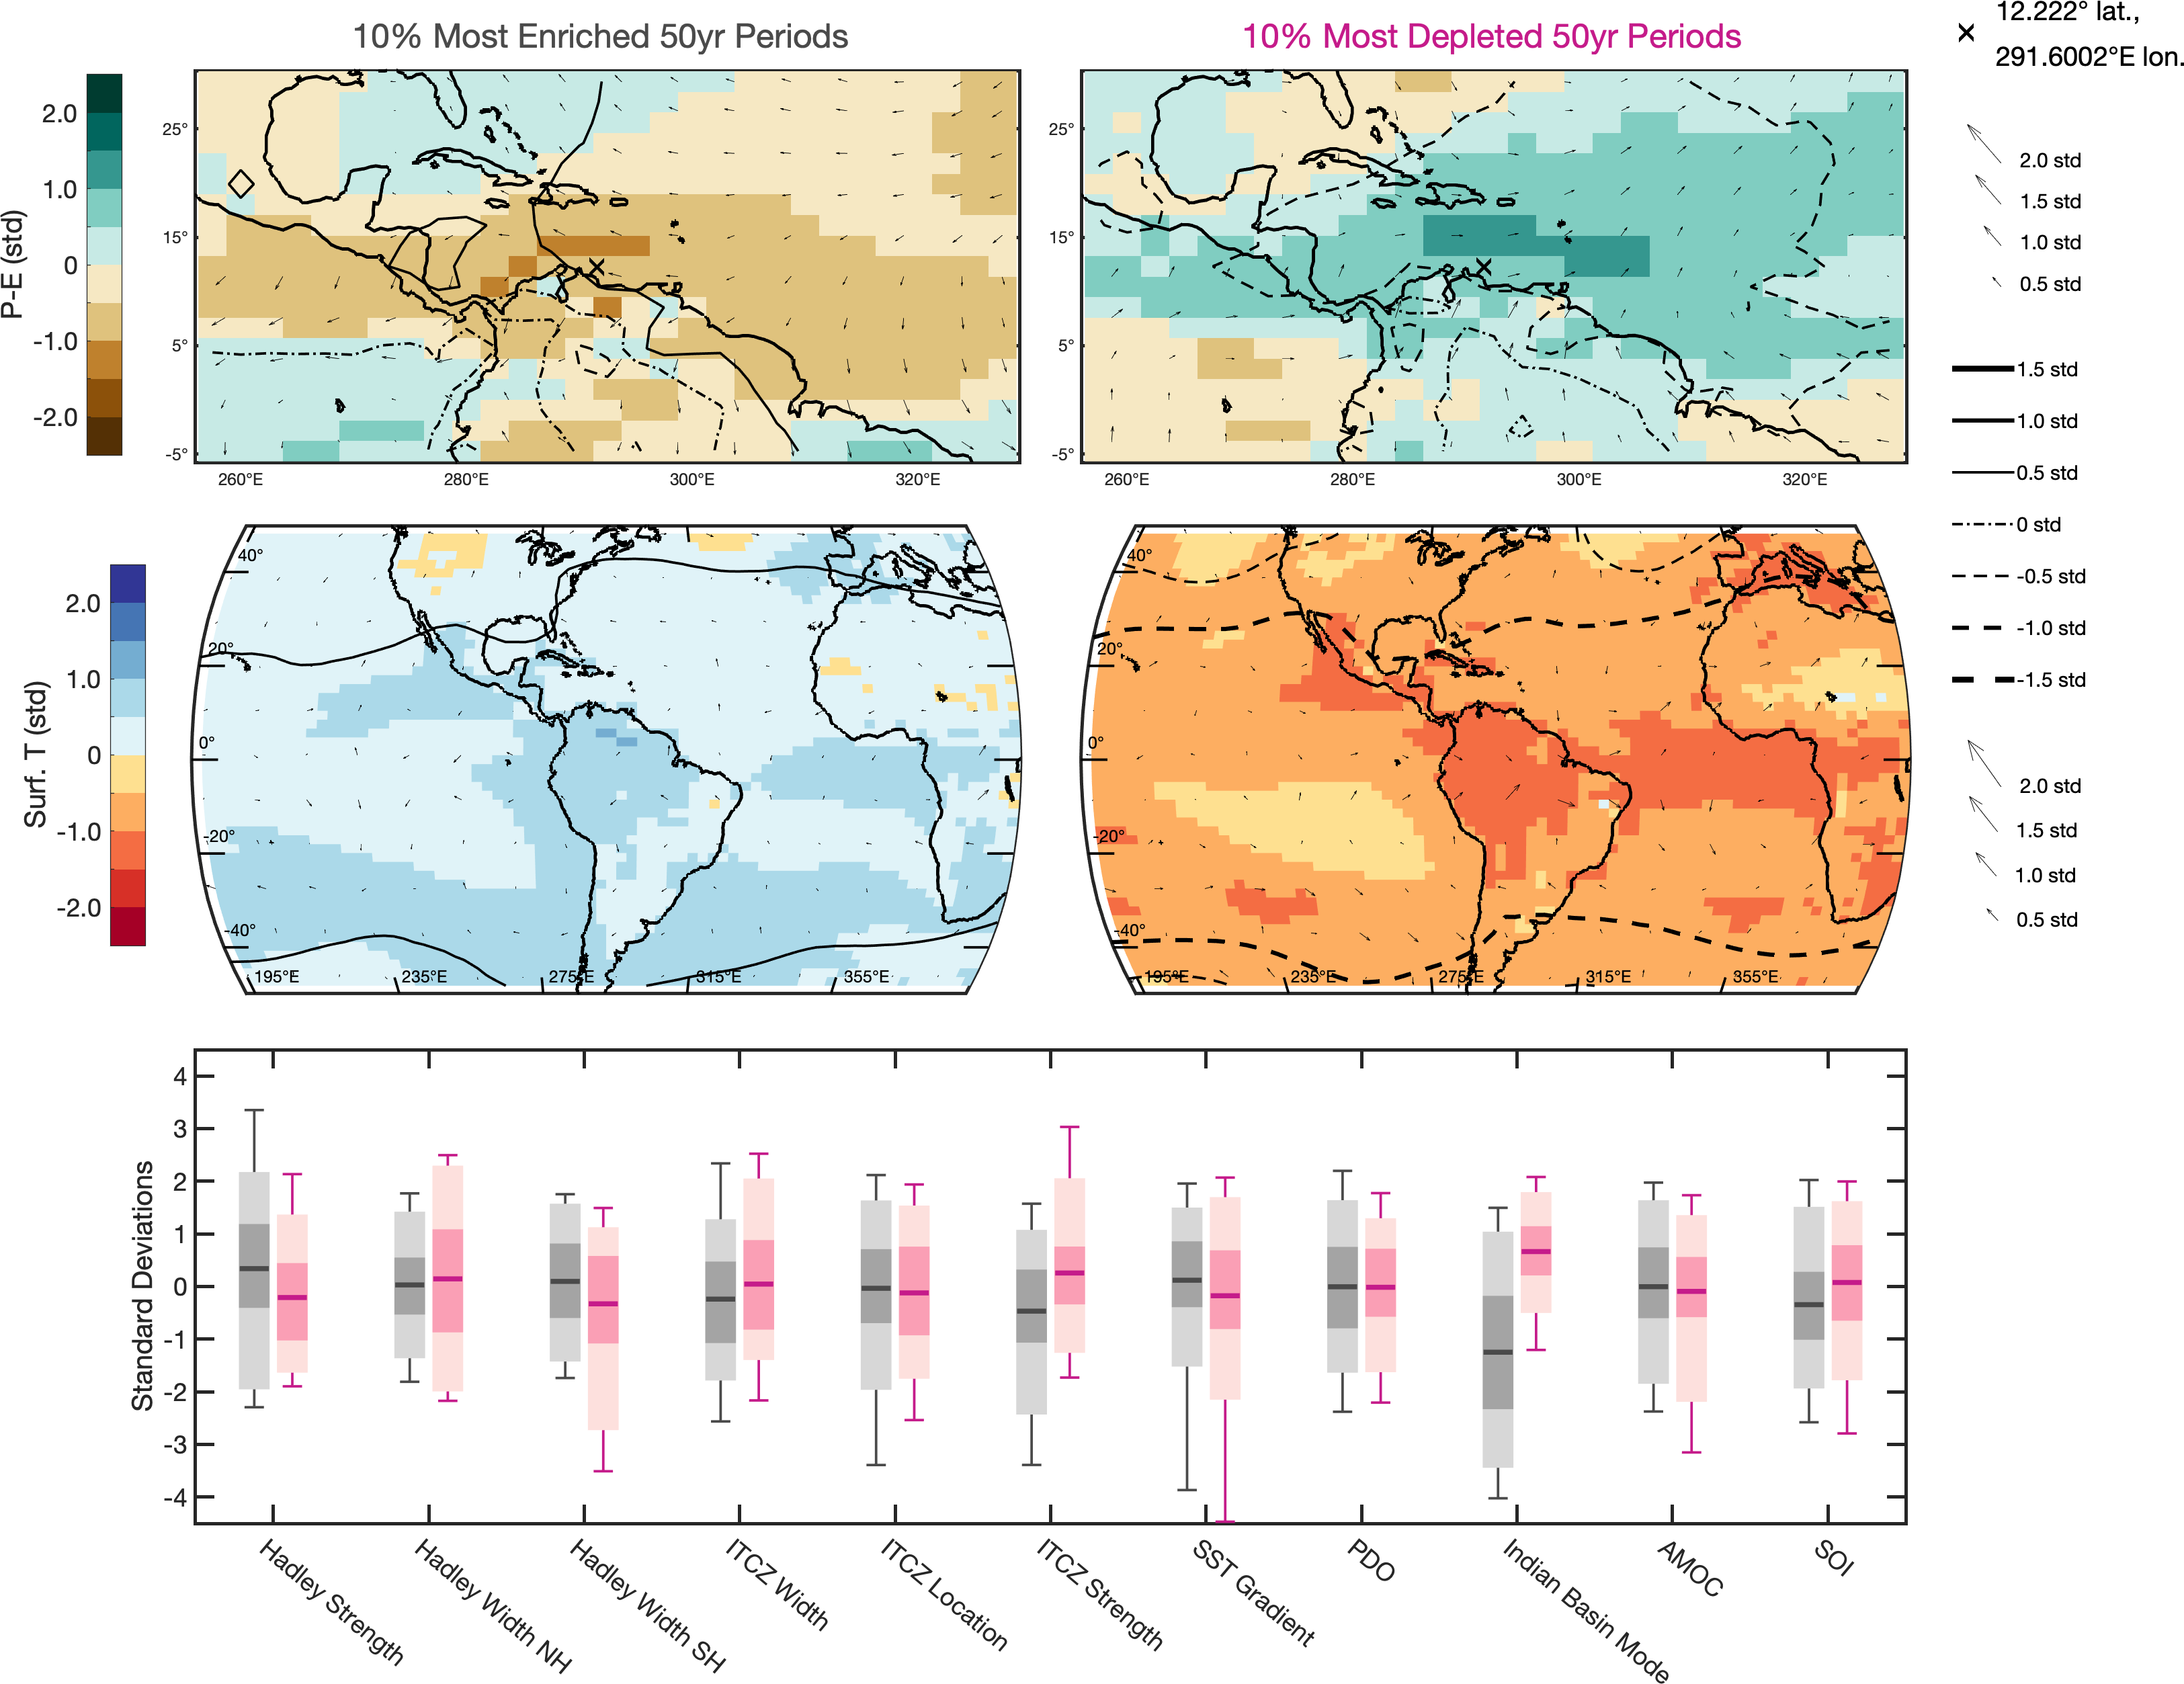 10% Most Enriched 50yr Periods
10% Most Depleted 50yr Periods
12.222° lat.,
291.6002°E lon.
P-E (std)
2.0
1.0
0
-1.0
-2.0
25°
15°
5°
-5°
260°E 280°E 300°E 320°E
25°
15°
5°
-5°
260°E 280°E 300°E 320°E
2.0 std
1.5 std
1.0 std
0.5 std
1.5 std
1.0 std
0.5 std
0 std
-0.5 std
-1.0 std
-1.5 std
2.0 std
1.5 std
1.0 std
0.5 std
Surf. T (std)
2.0
1.0
0
-1.0
-2.0
40°
20°
0°
-20°
-40°
195°E 235°E 275°E 315°E 355°E
40°
20°
0°
-20°
-40°
195°E 235°E 275°E 315°E 355°E
Standard Deviations
4
3
2
1
0
-1
-2
-3
-4
Hadley Strength
Hadley Width NH
Hadley Width SH
ITCZ Width
ITCZ Location
ITCZ Strength
SST Gradient
PDO
Indian Basin Mode
AMOC
SOI